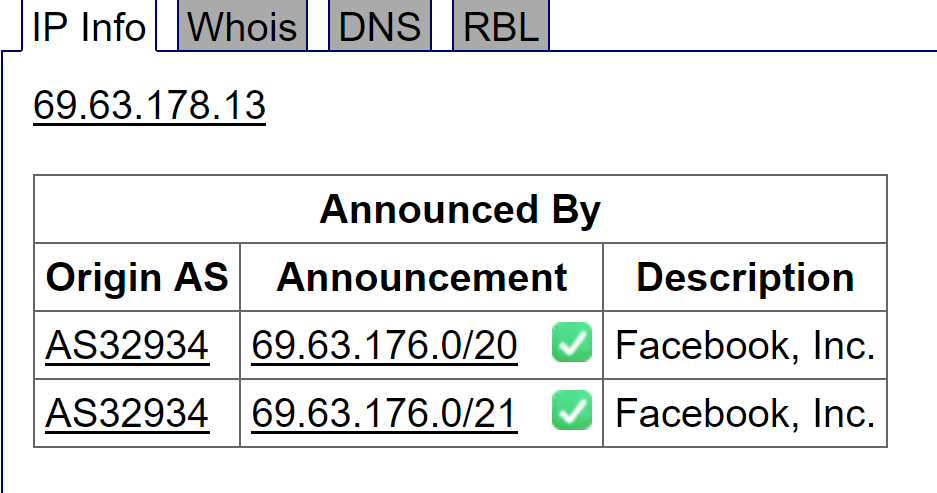 IP Info Whois DNS RBL
69.63.178.13
Announced By
Origin AS Announcement Description
AS32934 69.63.176.0/20 Facebook, Inc.
AS32934 69.63.176.0/21 Facebook, Inc.